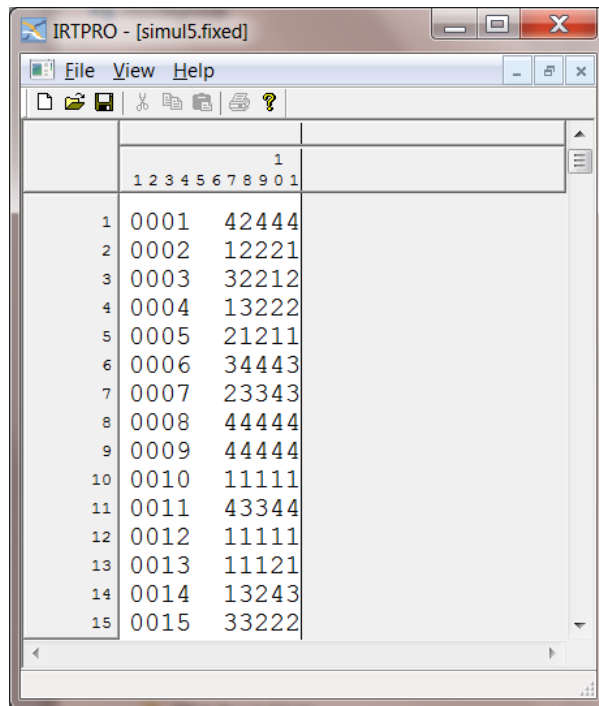 IRTPRO - [simul5.fixed]
File View Help
1
1 2 3 4 5 6 7 8 9 0 1
1 0001 42444
2 0002 12221
3 0003 32212
4 0004 13222
5 0005 21211
6 0006 34443
7 0007 23343
8 0008 44444
9 0009 44444
10 0010 11111
11 0011 43344
12 0012 11111
13 0013 11121
14 0014 13243
15 0015 33222